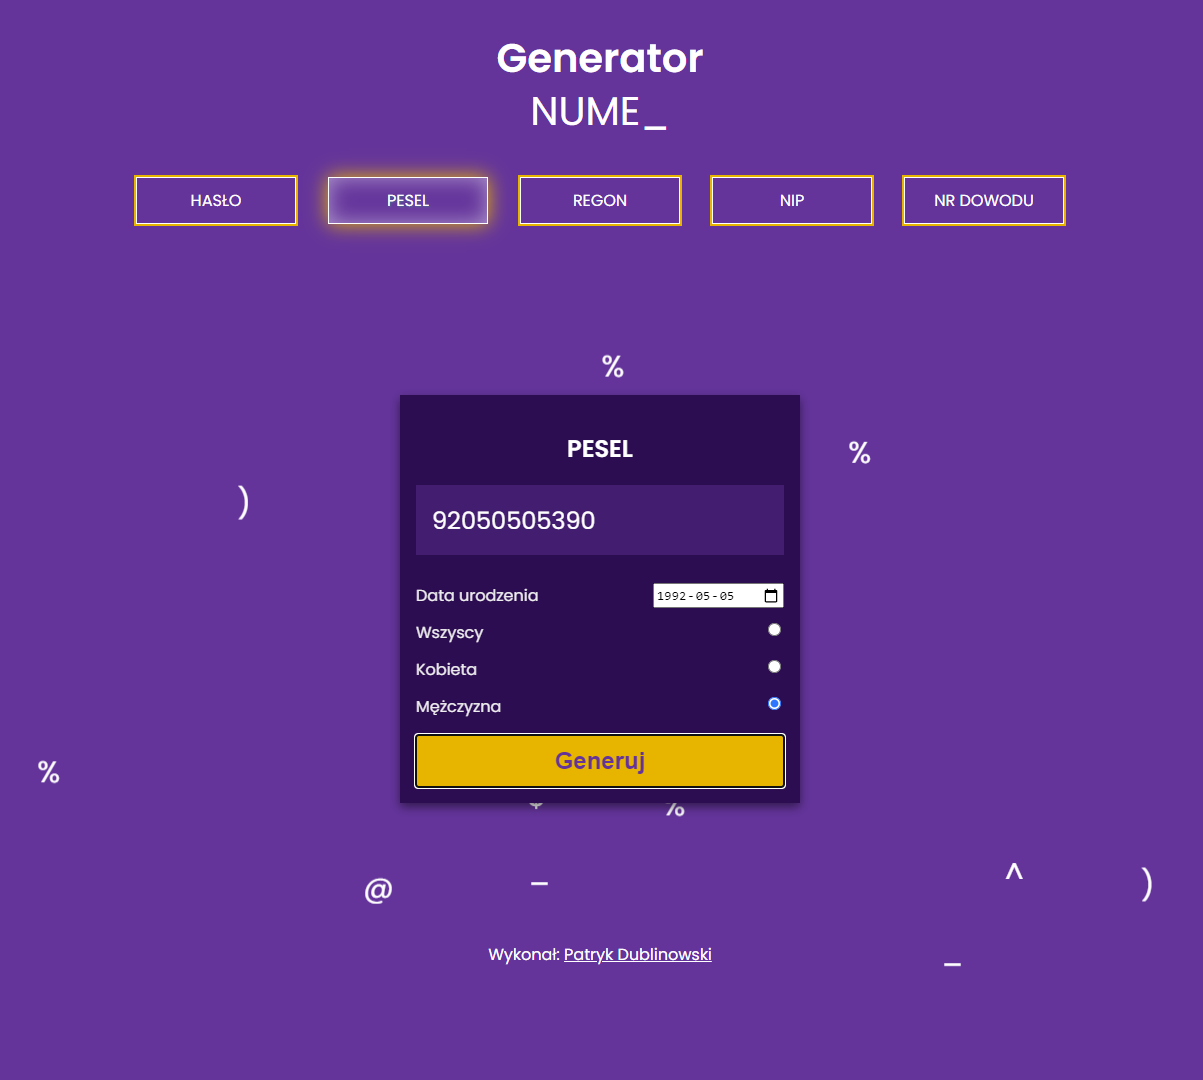 Generator
NUME_
HASŁO
PESEL
REGON
NIP
NR DOWODU
%
PESEL
%
)
92050505390
Data urodzenia
1992-05-05
Wszyscy
Kobieta
Mężczyzna
Generuj
%
%
@
_
^
)
Wykonał: Patryk Dublinowski
_